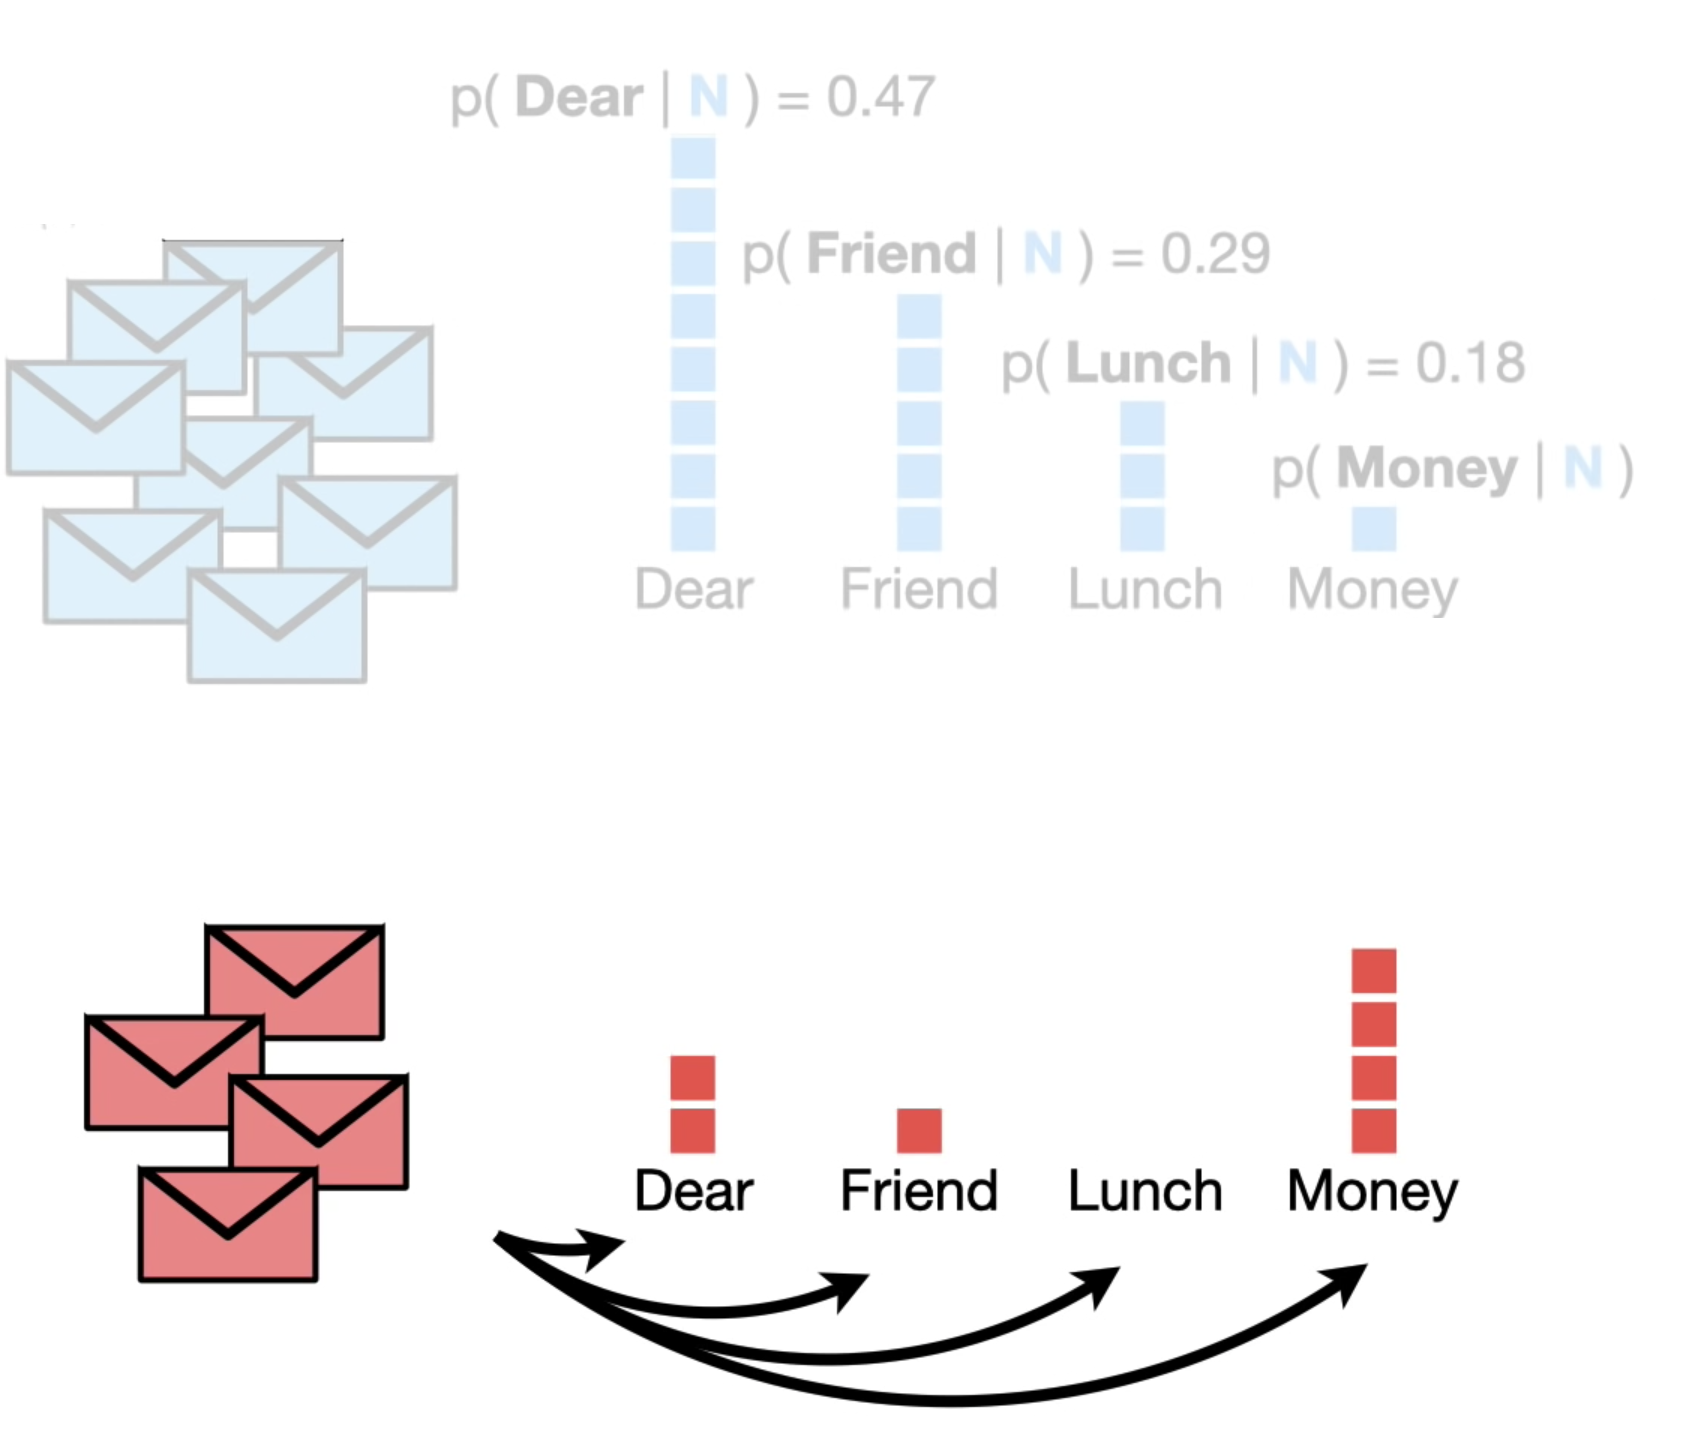 p( Dear | N ) = 0.47
p( Friend | N ) = 0.29
p( Lunch | N ) = 0.18
p( Money | N )
Dear Friend Lunch Money
Dear Friend Lunch Money